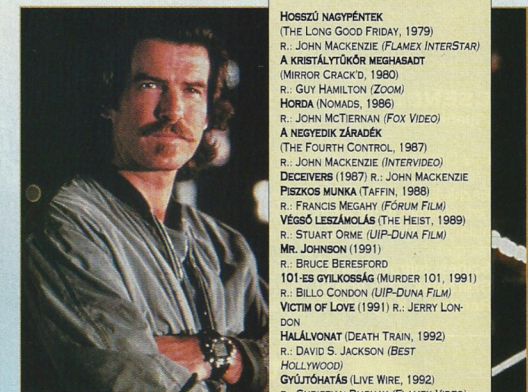 HOSSZÚ NAGYPÉNTEK
(THE LONG GOOD FRIDAY, 1979)
R.: JOHN MACKENZIE (FLAMEX INTERSTAR)
A KRISTÁLYTÜKÖR MEGHASADT
(MIRROR CRACK'D, 1980)
R.: GUY HAMILTON (ZOOM)
HORDA (NOMADS, 1986)
R.: JOHN MCTIERNAN (FOX VIDEO)
A NEGYEDIK ZÁRADÉK
(THE FOURTH CONTROL, 1987)
R.: JOHN MACKENZIE (INTERVIDEO)
DECEIVERS (1987) R.: JOHN MACKENZIE
PISZKOS MUNKA (TAFFIN, 1988)
R.: FRANCIS MEGAHY (FÓRUM FILM)
VÉGSŐ LESZÁMOLÁS (THE HEIST, 1989)
R.: STUART ORME (UIP-DUNA FILM)
MR. JOHNSON (1991)
R.: BRUCE BERESFORD
101-ES GYILKOSSÁG (MURDER 101, 1991)
R.: BILLO CONDON (UIP-DUNA FILM)
VICTIM OF LOVE (1991) R.: JERRY LON-
DON
HALÁLVONAT (DEATH TRAIN, 1992)
R.: DAVID S. JACKSON (BEST
HOLLYWOOD)
GYÚJTÓHATÁS (LIVE WIRE, 1992)